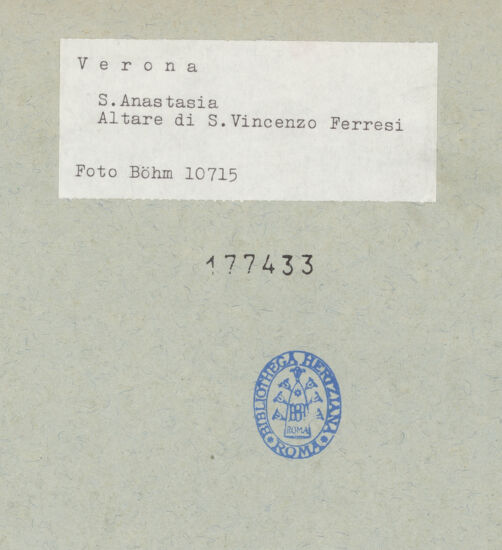 Verona
S.Anastasia
Altare di S.Vincenzo Ferresi
Foto Böhm 10715
177433
BIBLIOTHECA HERTZIANA
ROMA
ROMA